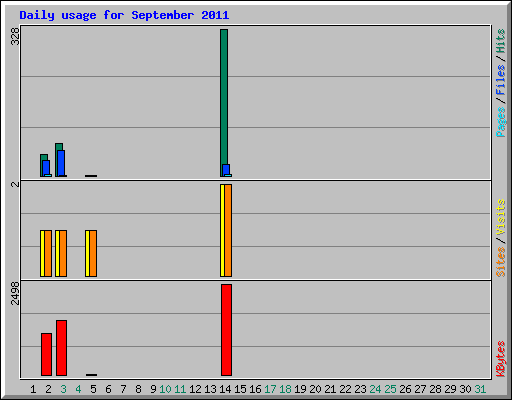 Daily usage for September 2011
328
Pages / Files / Hits
2
Sites / Visits
2498
KBytes
1 2 3 4 5 6 7 8 9 10 11 12 13 14 15 16 17 18 19 20 21 22 23 24 25 26 27 28 29 30 31